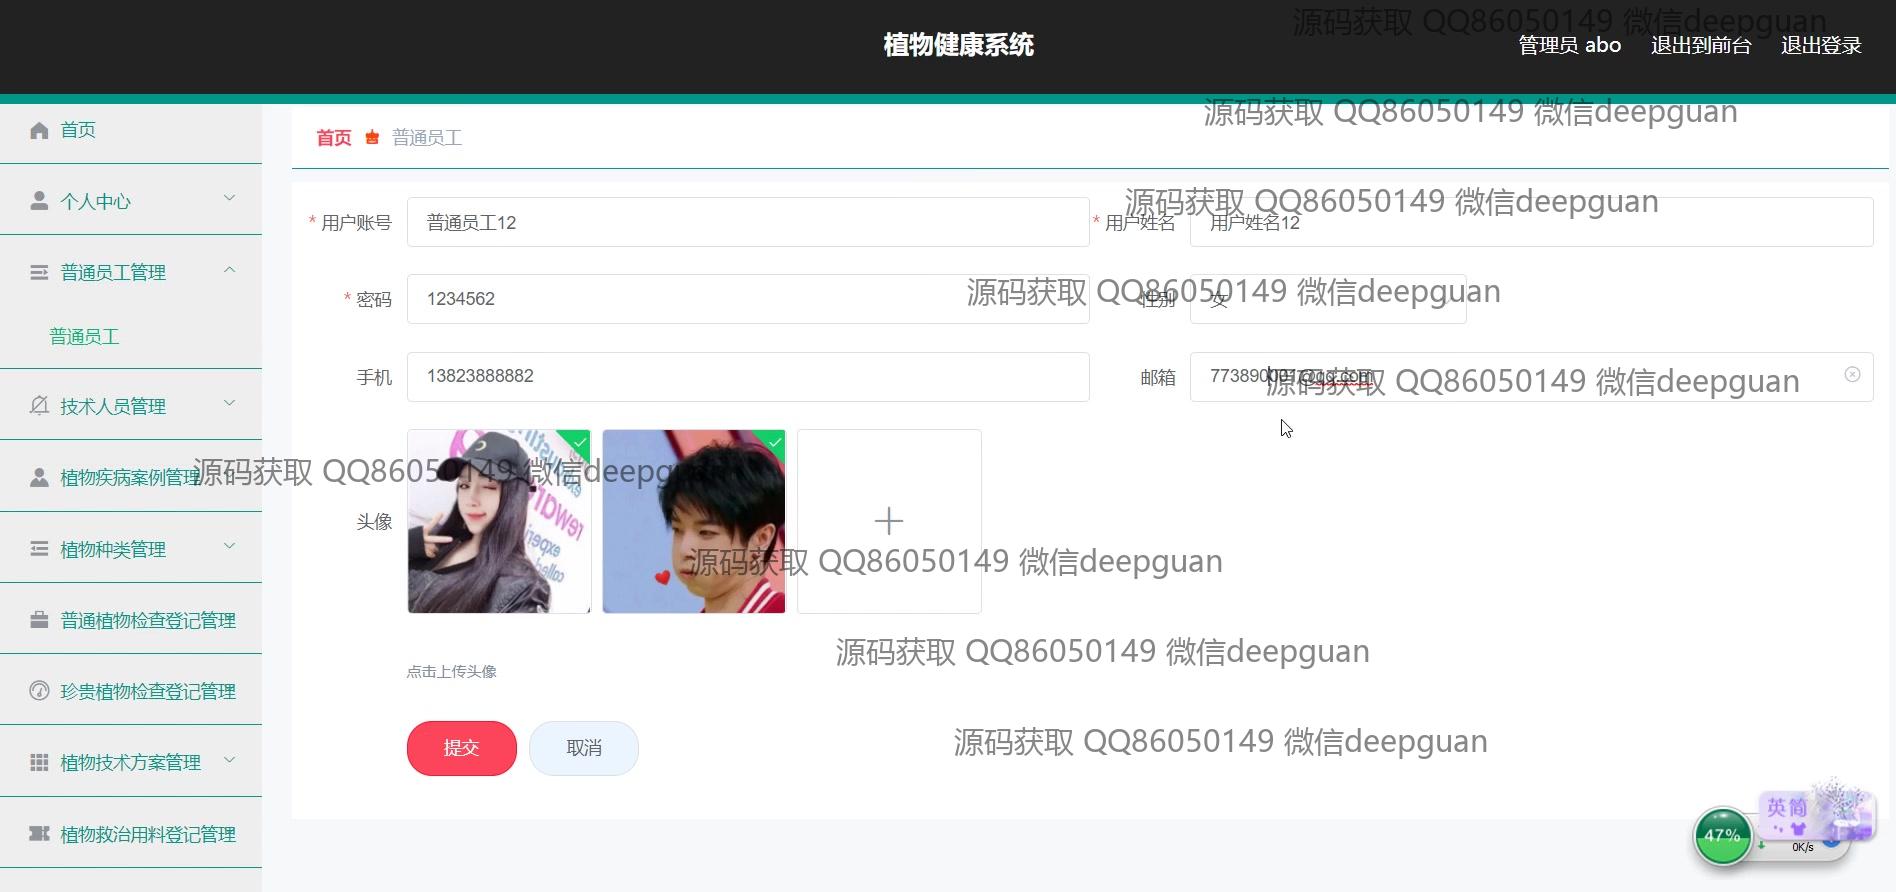 植物健康系统
管理员 abo
退出到前台
退出登录
源码获取 QQ86050149 微信deepguan
首页
个人中心
普通员工管理
普通员工
技术人员管理
植物疾病案例管理
植物种类管理
普通植物检查登记管理
珍贵植物检查登记管理
植物技术方案管理
植物救治用料登记管理
首页 普通员工
源码获取 QQ86050149 微信deepguan
源码获取 QQ86050149 微信deepguan
* 用户账号 普通员工12
* 用户姓名 用户姓名12
* 密码 1234562
性别 女
源码获取 QQ86050149 微信deepguan
手机 13823888882
邮箱 773890001@qq.com
源码获取 QQ86050149 微信deepguan
源码获取 QQ86050149 微信deepguan
头像
rewar
experi
called
源码获取 QQ86050149 微信deepguan
源码获取 QQ86050149 微信deepguan
点击上传头像
提交 取消
源码获取 QQ86050149 微信deepguan
英简
47%
0K/s